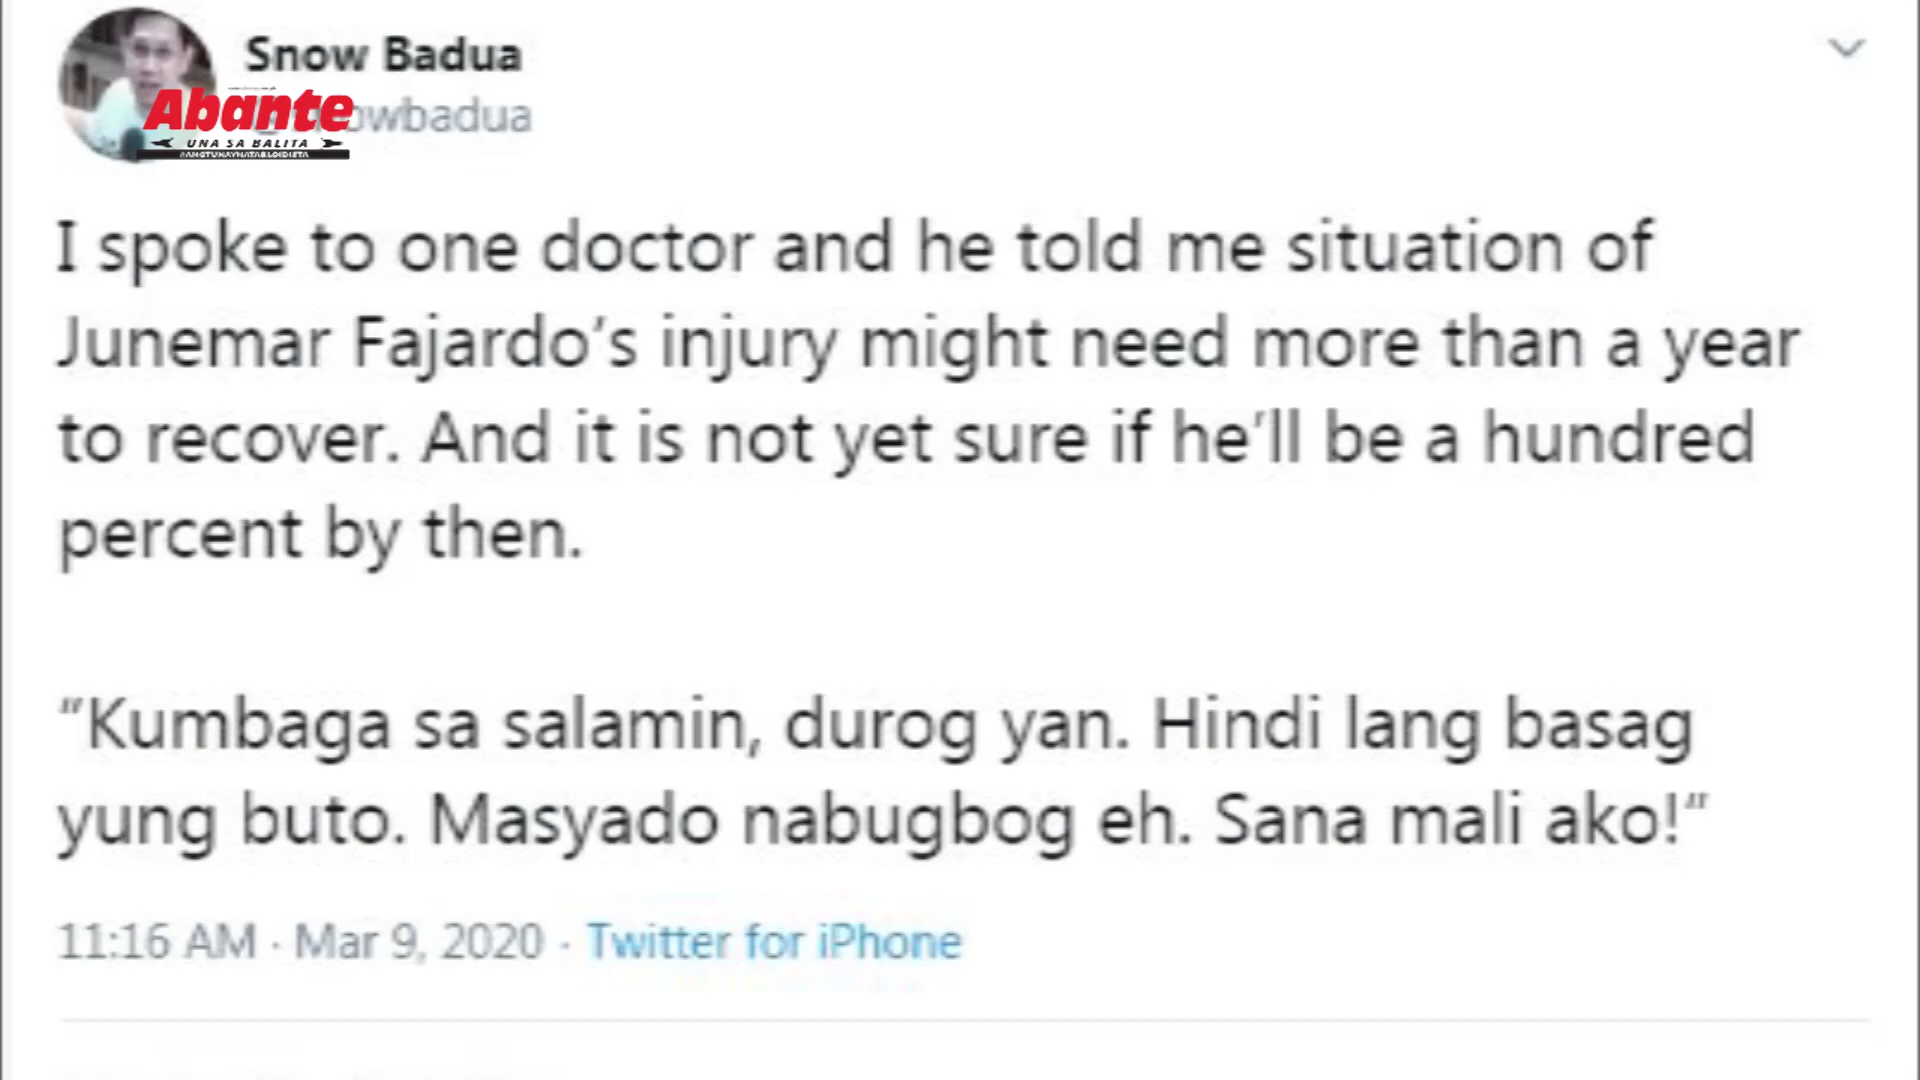 Snow Badua
Abante
owbadua
UNA SA BALITA
I spoke to one doctor and he told me situation of
Junemar Fajardo's injury might need more than a year
to recover. And it is not yet sure if he'll be a hundred
percent by then.
"Kumbaga sa salamin, durog yan. Hindi lang basag
yung buto. Masyado nabugbog eh. Sana mali ako!"
11:16 AM · Mar 9, 2020 · Twitter for iPhone